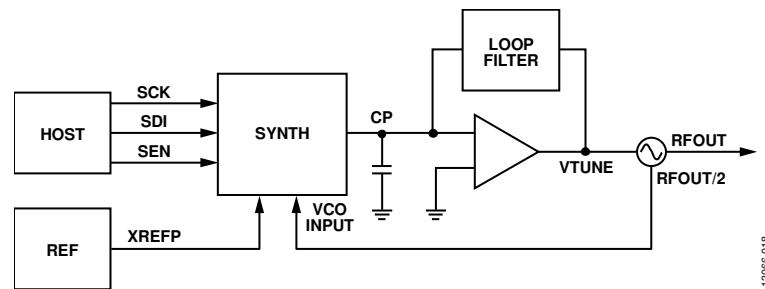 LOOP
FILTER
HOST
SCK
SDI
SEN
SYNTH
CP
VTUNE
RFOUT
RFOUT/2
VCO
INPUT
REF
XREFP